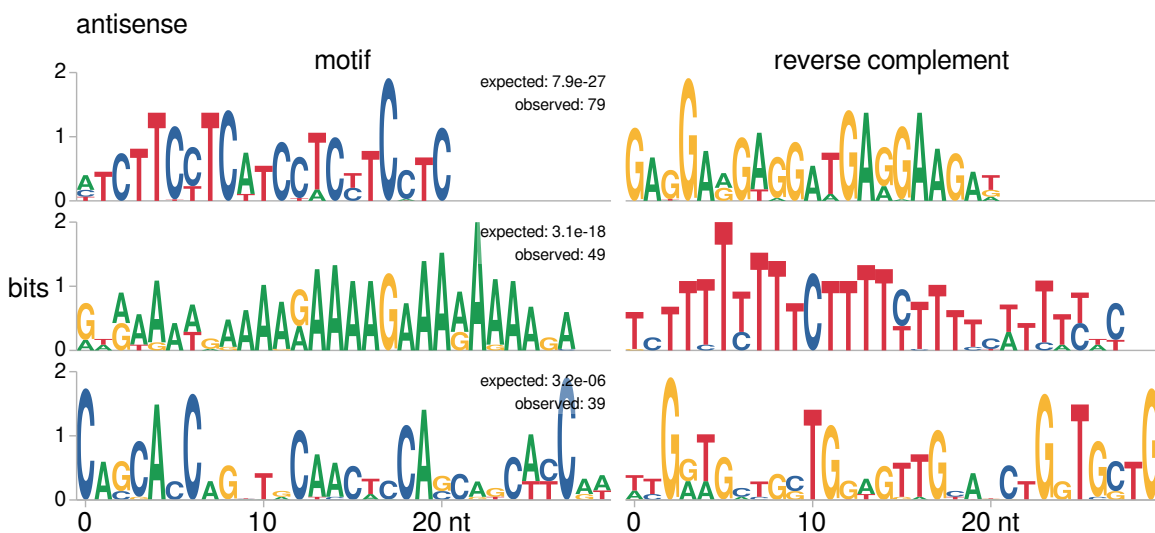 antisense
motif
reverse complement
2
expected: 7.9e-27
observed: 79
1
0
2
expected: 3.1e-18
observed: 49
bits
1
0
2
expected: 3.2e-06
observed: 39
1
0
0
10
20 nt
0
10
20 nt